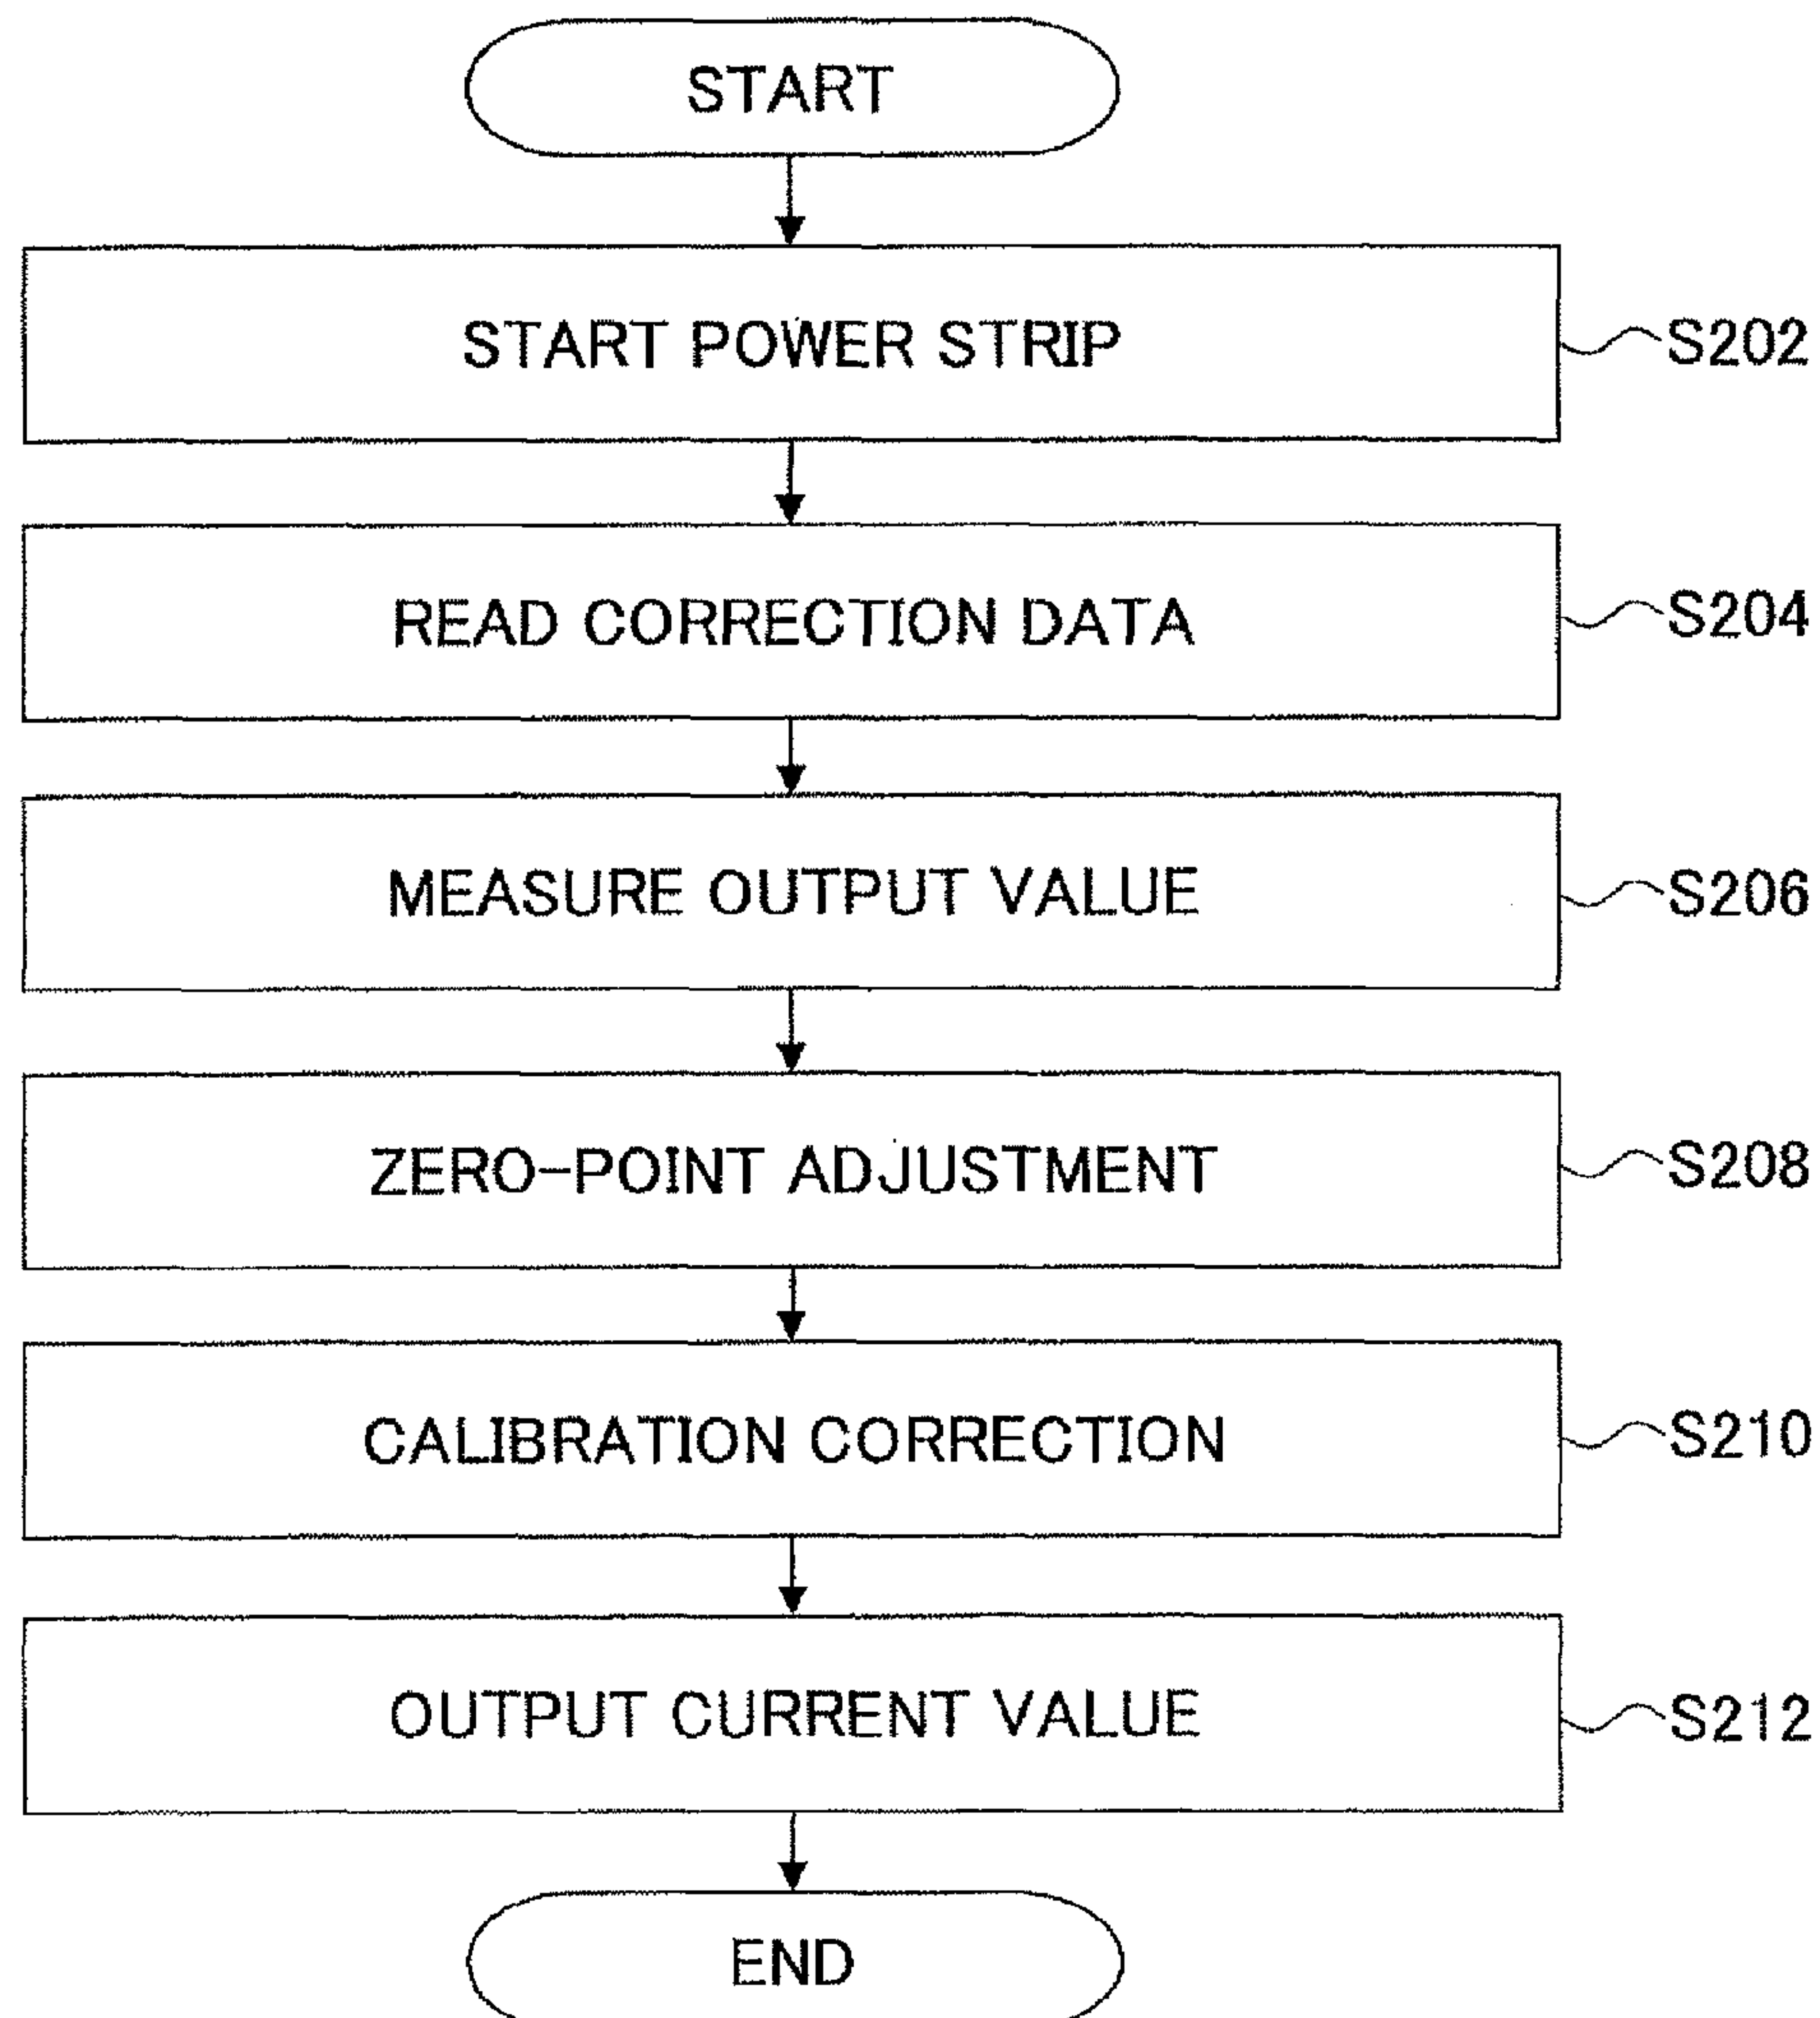 START
START POWER STRIP
S202
READ CORRECTION DATA
S204
MEASURE OUTPUT VALUE
S206
ZERO-POINT ADJUSTMENT
S208
CALIBRATION CORRECTION
S210
OUTPUT CURRENT VALUE
S212
END